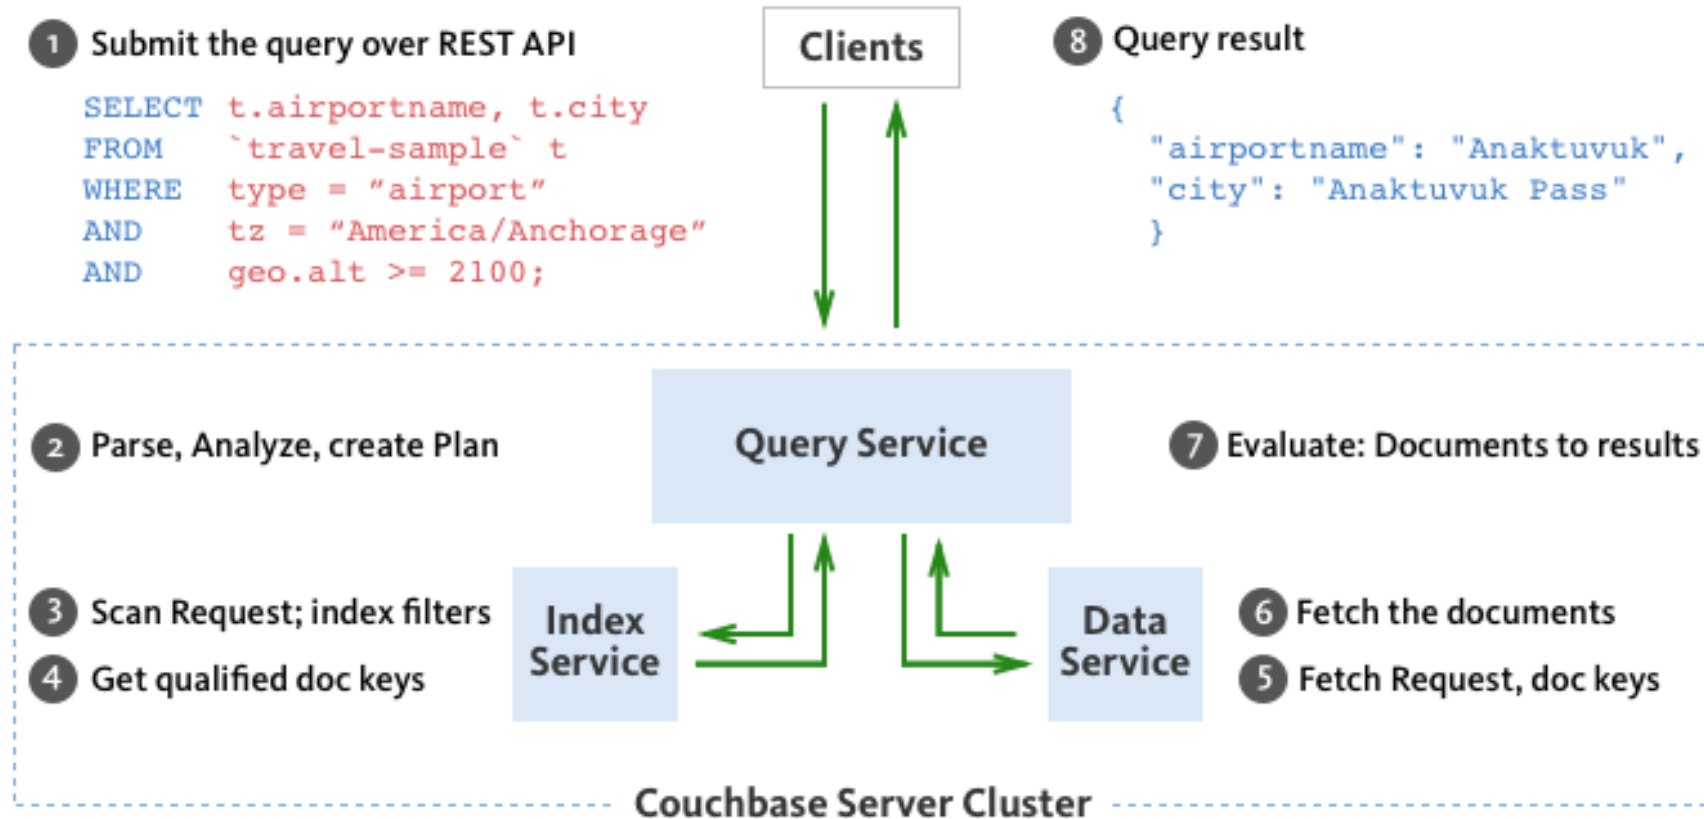 1 Submit the query over REST API
SELECT t.airportname, t.city
FROM `travel-sample` t
WHERE type = ”airport”
AND tz = “America/Anchorage”
AND geo.alt >= 2100;
Clients
8 Query result
{
"airportname": "Anaktuvuk",
"city": "Anaktuvuk Pass"
}
2 Parse, Analyze, create Plan
Query Service
7 Evaluate: Documents to results
3 Scan Request; index filters
4 Get qualified doc keys
Index
Service
Data
Service
6 Fetch the documents
5 Fetch Request, doc keys
Couchbase Server Cluster